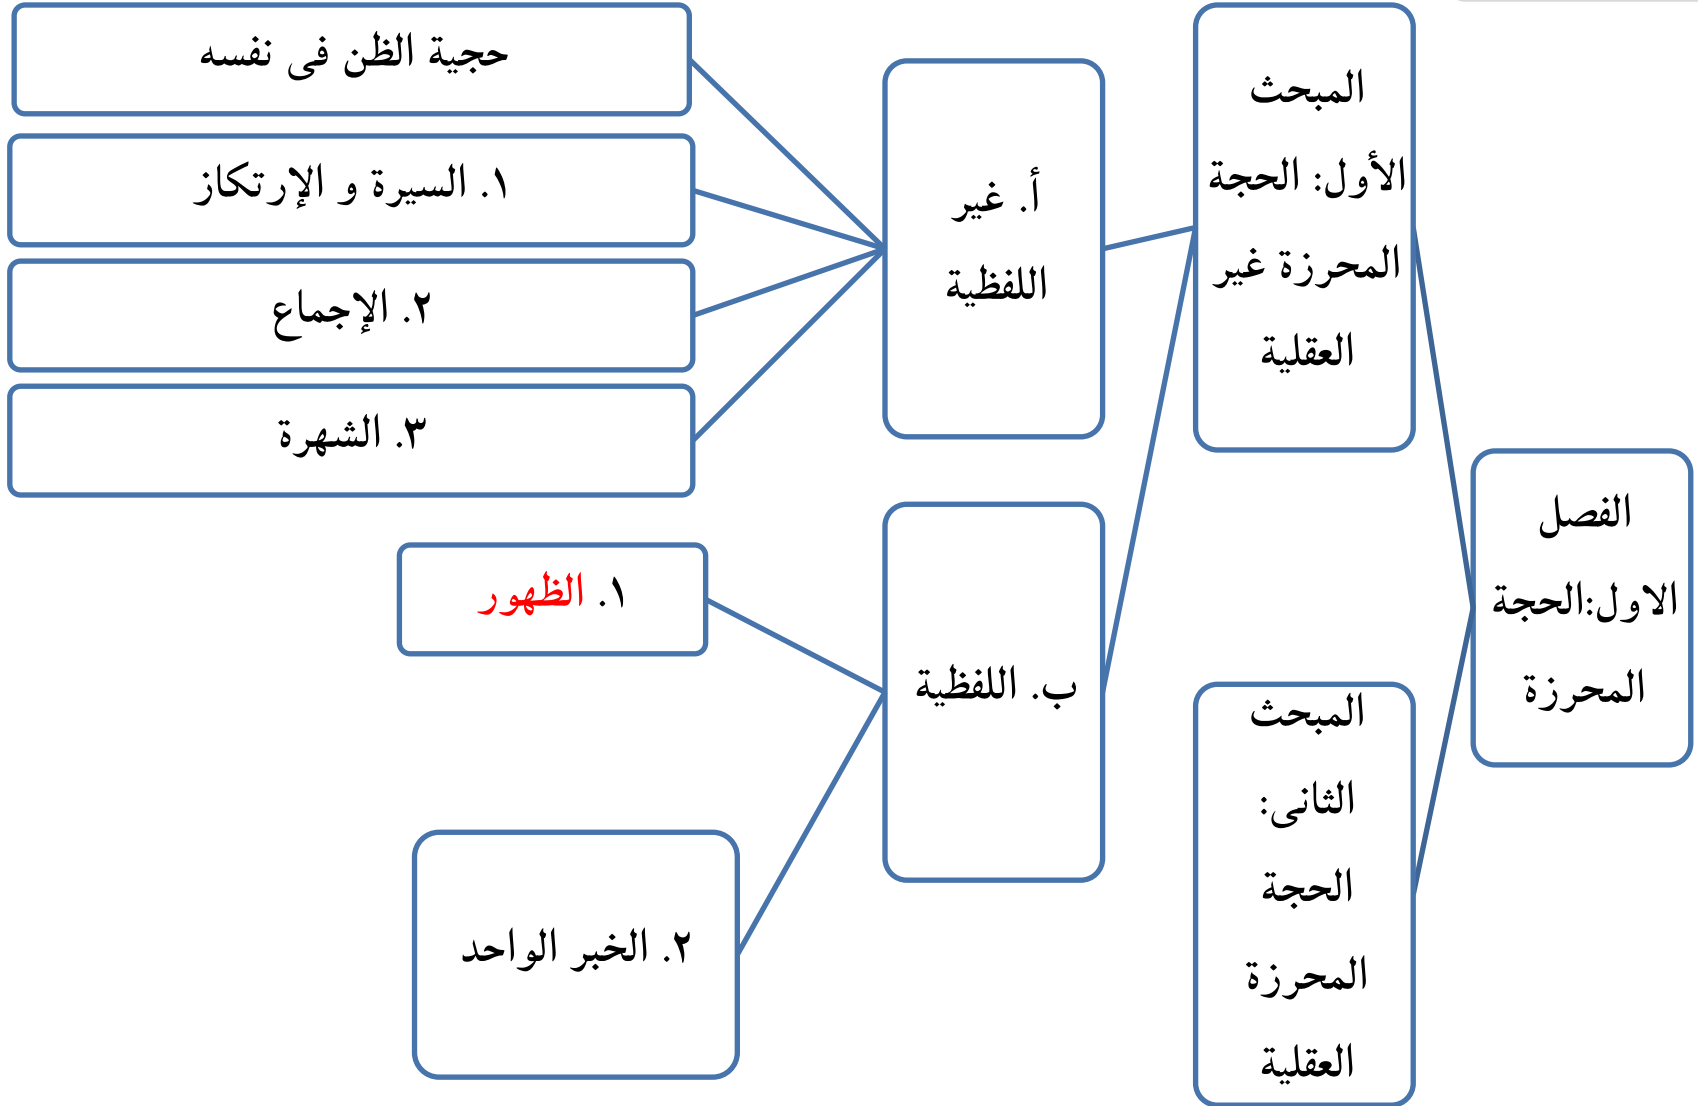 الفصل
الاول:الحجة
المحرزة
المبحث
الأول: الحجة
المحرزة غير
العقلية
أ. غير
اللفظية
حجية الظن فى نفسه
١. السيرة و الإرتكاز
٢. الإجماع
٣. الشهرة
ب. اللفظية
١. الظهور
٢. الخبر الواحد
المبحث
الثانى:
الحجة
المحرزة
العقلية